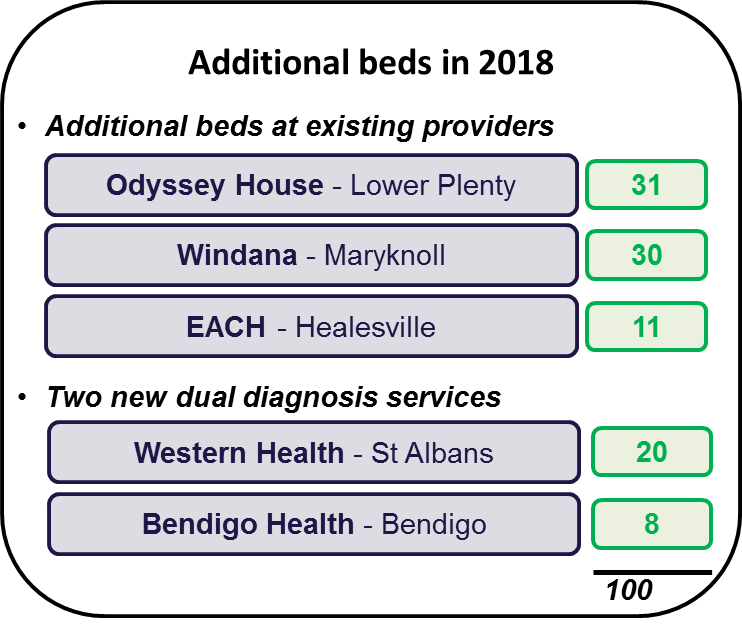 Additional beds in 2018
• Additional beds at existing providers
Odyssey House - Lower Plenty 31
Windana - Maryknoll 30
EACH - Healesville 11
• Two new dual diagnosis services
Western Health - St Albans 20
Bendigo Health - Bendigo 8
100